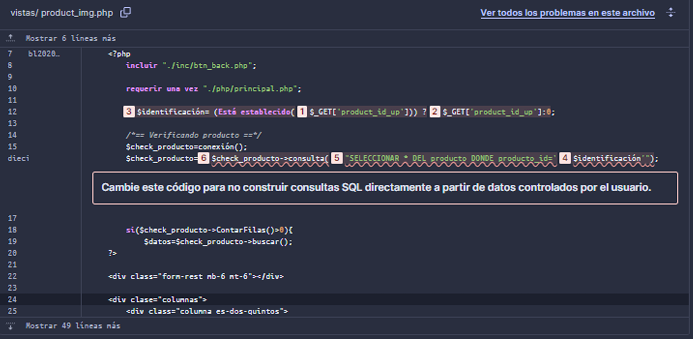 vistas/ product_img.php
Ver todos los problemas en este archivo
Mostrar 6 líneas más
7 bl2020… <?php
8 incluir "./inc/btn_back.php";
9
10 requerir una vez "./php/principal.php";
11
12 3 $identificación= (Está establecido( 1 $_GET['product_id_up'])) ? 2 $_GET['product_id_up']:0;
13
14 /*== Verificando producto ==*/
15 $check_producto=conexión();
dieci $check_producto= 6 $check_producto->consulta( 5 "SELECCIONAR * DEL producto DONDE producto_id=' 4 $identificación'");
Cambie este código para no construir consultas SQL directamente a partir de datos controlados por el usuario.
17
18 si($check_producto->ContarFilas()>0){
19 $datos=$check_producto->buscar();
20 ?>
21
22 <div class="form-rest mb-6 mt-6"></div>
23
24 <div clase="columnas">
25 <div class="columna es-dos-quintos">
Mostrar 49 líneas más